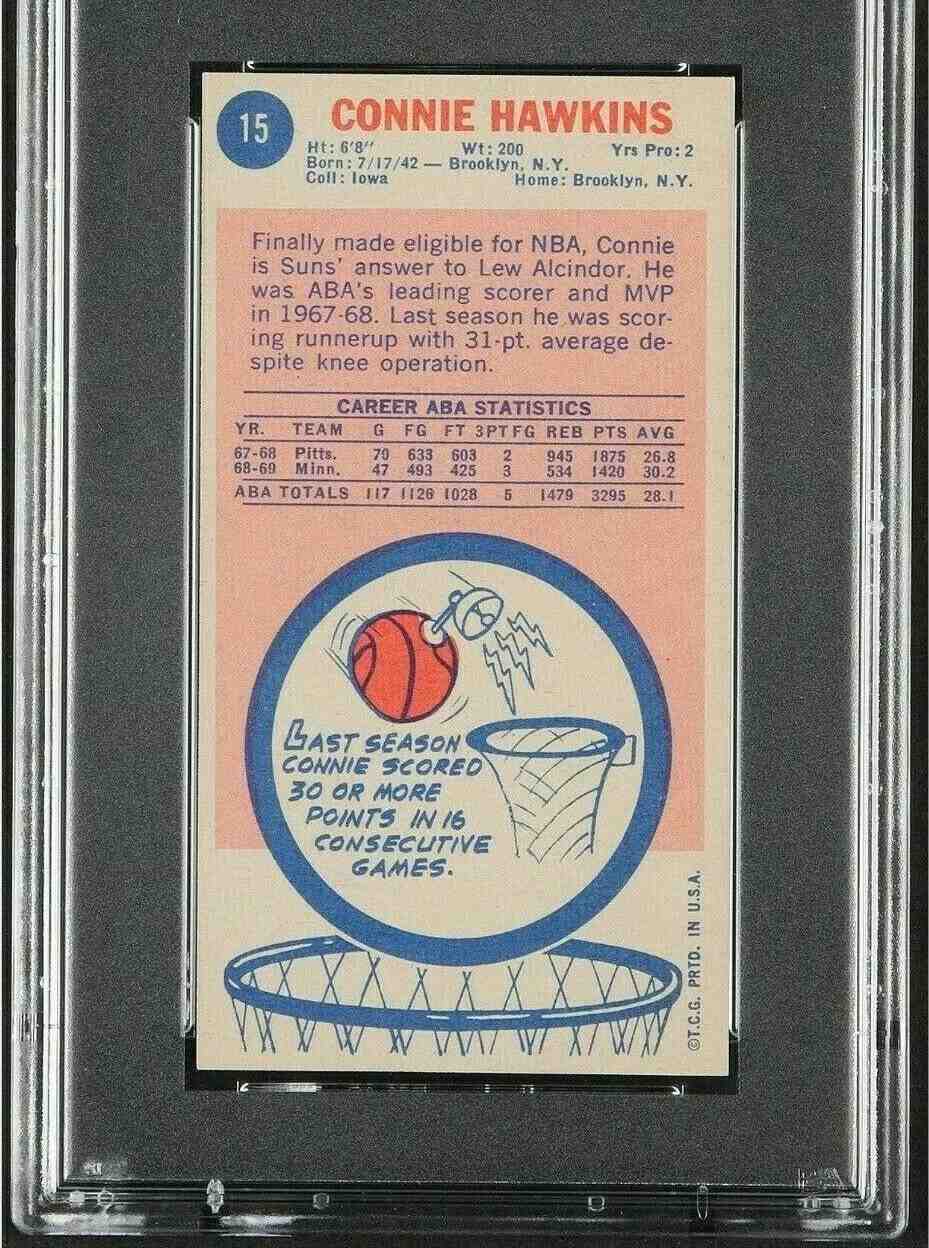 15
CONNIE HAWKINS
Ht: 6'8" Wt: 200 Yrs Pro: 2
Born: 7/17/42 — Brooklyn, N.Y.
Coll: Iowa Home: Brooklyn, N.Y.
Finally made eligible for NBA, Connie
is Suns' answer to Lew Alcindor. He
was ABA's leading scorer and MVP
in 1967-68. Last season he was scor-
ing runnerup with 31-pt. average de-
spite knee operation.
CAREER ABA STATISTICS
YR. TEAM G FG FT 3PT FG REB PTS AVG
67-68 Pitts. 70 633 603 2 945 1875 26.8
68-69 Minn. 47 493 425 3 534 1420 30.2
ABA TOTALS 117 1126 1028 5 1479 3295 28.1
LAST SEASON
CONNIE SCORED
30 OR MORE
POINTS IN 16
CONSECUTIVE
GAMES.
©T.C.G. PRTD. IN U.S.A.